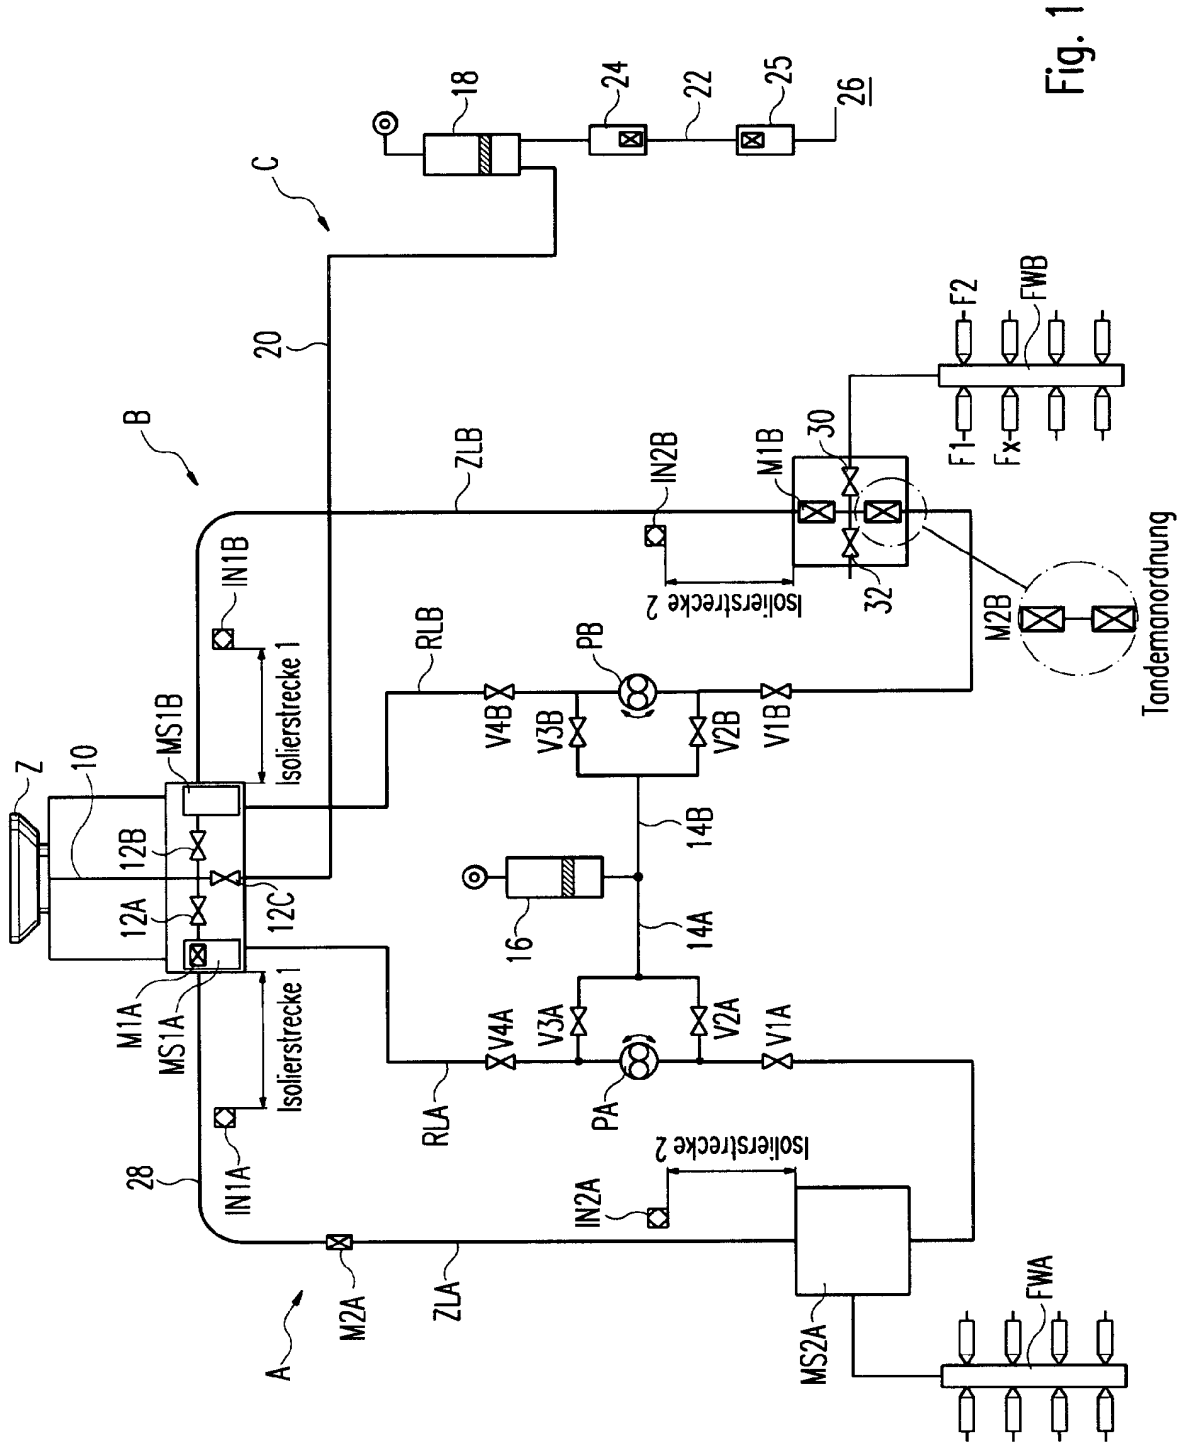 Fig. 1
A
B
C
Z
10
MS1B
12B
12A
12C
M1A
MS1A
28
IN1A
IN1B
Isolierstrecke 1
Isolierstrecke 1
M2A
ZLA
ZLB
20
18
24
22
25
26
RLA
RLB
V4A
V3A
V2A
V1A
PA
V4B
V3B
V2B
V1B
PB
16
14A
14B
IN2A
IN2B
Isolierstrecke 2
Isolierstrecke 2
MS2A
M1B
30
32
M2B
Tandemanordnung
FWA
FWB
F1
F2
Fx